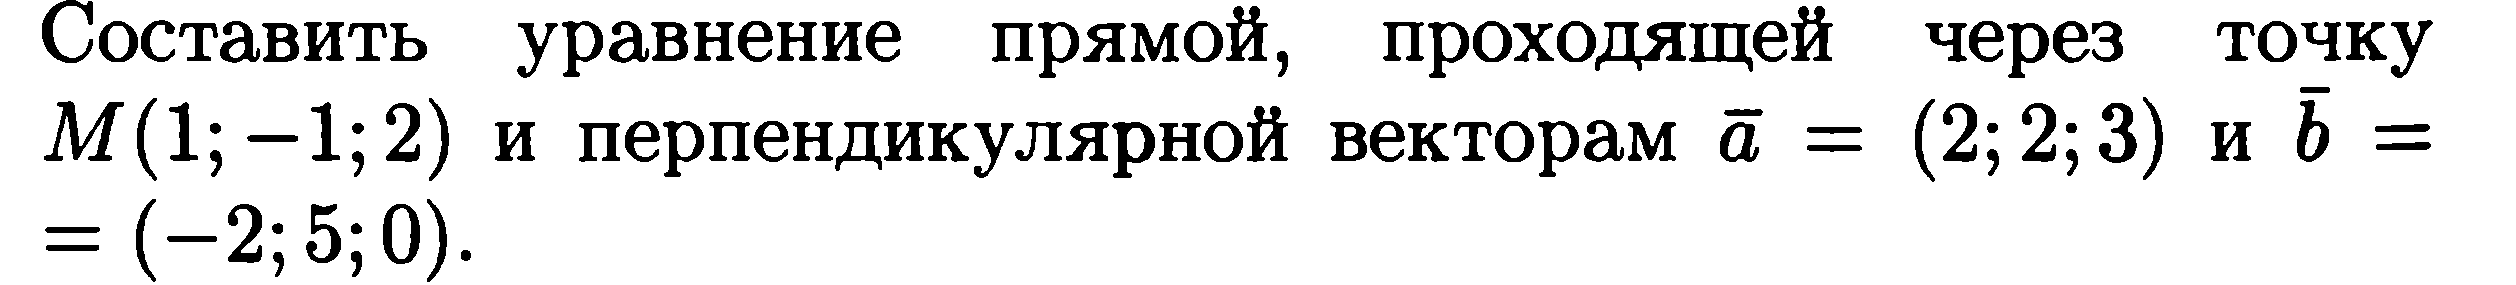 Составить уравнение прямой, проходящей через точку
M(1; −1; 2) и перпендикулярной векторам a̅ = (2; 2; 3) и b̅ =
= (−2; 5; 0).